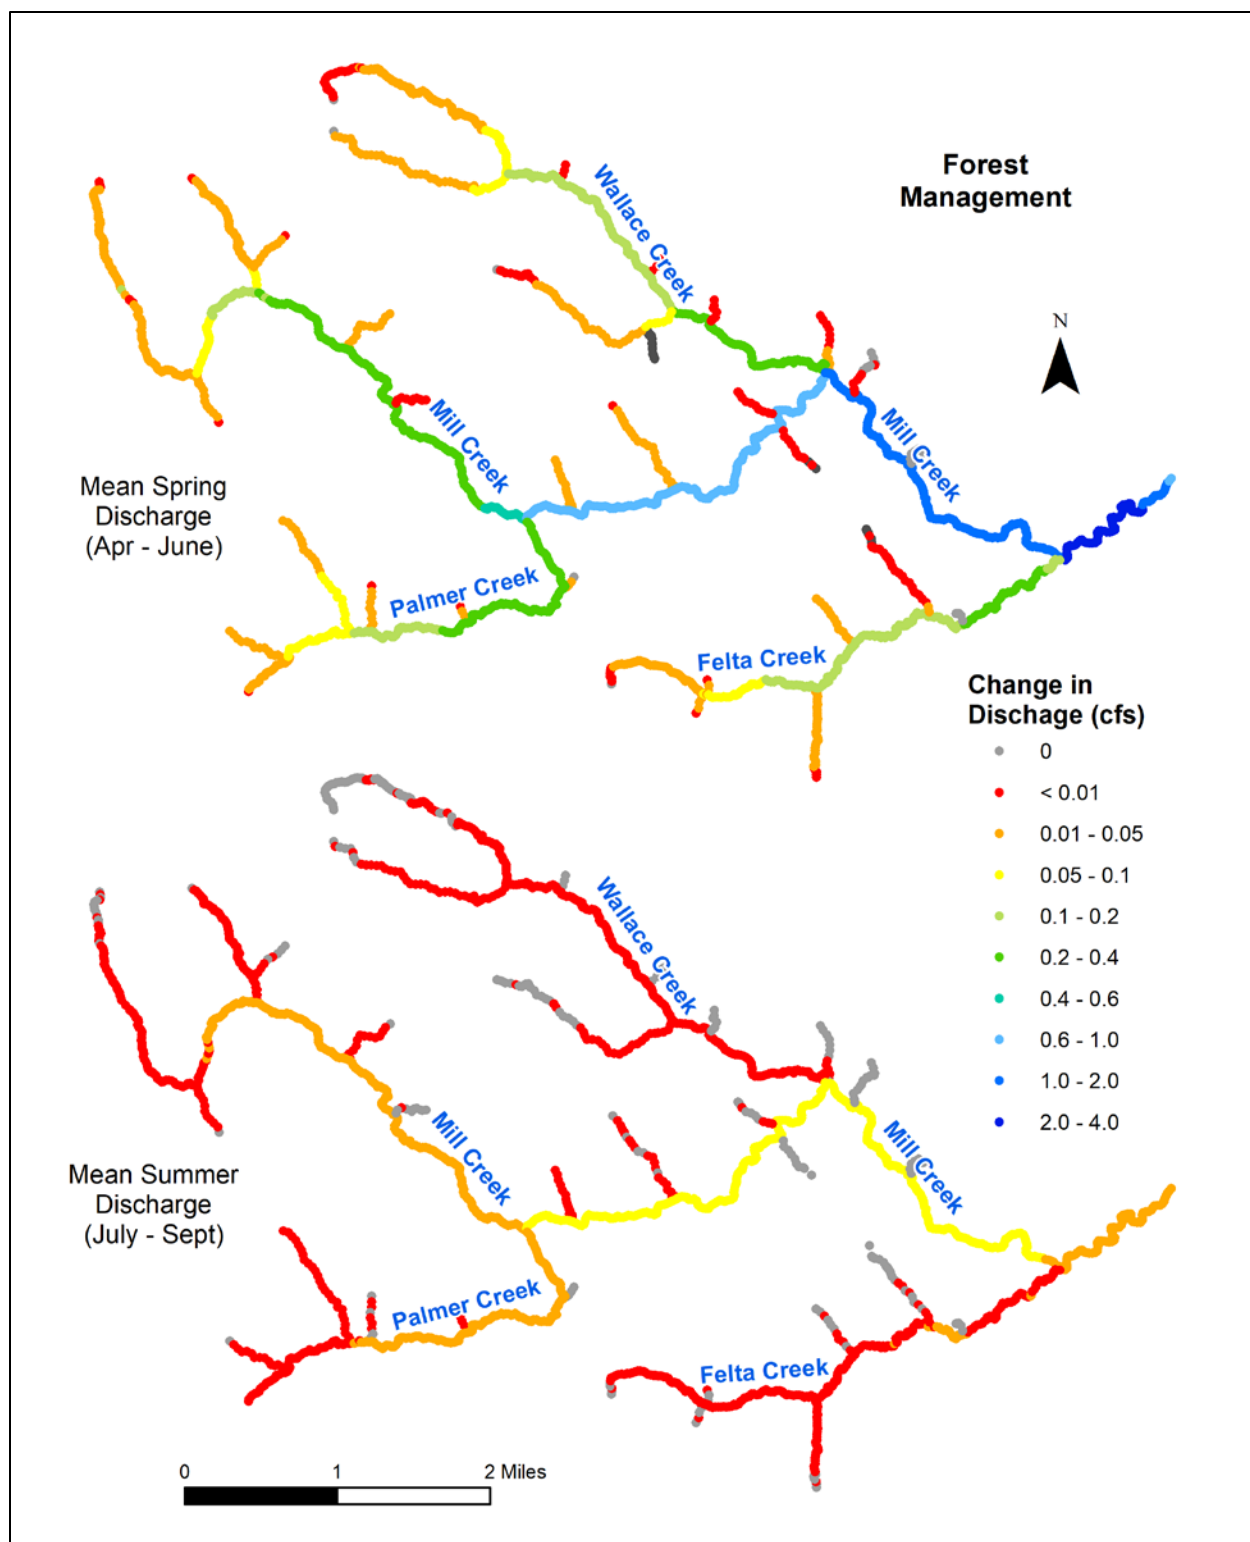 Forest
Management
Wallace Creek
N
Mill Creek
Mill Creek
Mean Spring
Discharge
(Apr - June)
Palmer Creek
Felta Creek
Change in
Dischage (cfs)
0
< 0.01
0.01 - 0.05
0.05 - 0.1
0.1 - 0.2
0.2 - 0.4
0.4 - 0.6
0.6 - 1.0
1.0 - 2.0
2.0 - 4.0
Wallace Creek
Mill Creek
Mill Creek
Mean Summer
Discharge
(July - Sept)
Palmer Creek
Felta Creek
0 1 2 Miles